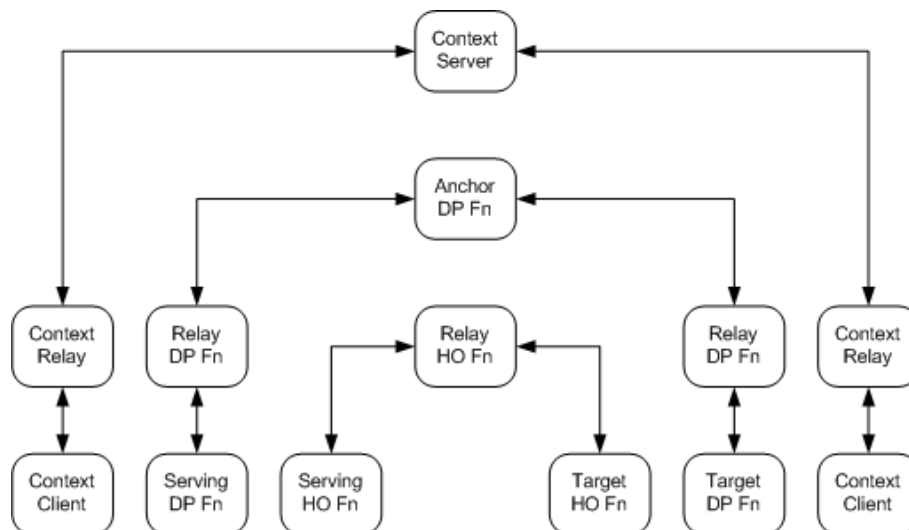 Context
Server
Anchor
DP Fn
Context
Relay
Relay
DP Fn
Relay
HO Fn
Relay
DP Fn
Context
Relay
Context
Client
Serving
DP Fn
Serving
HO Fn
Target
HO Fn
Target
DP Fn
Context
Client